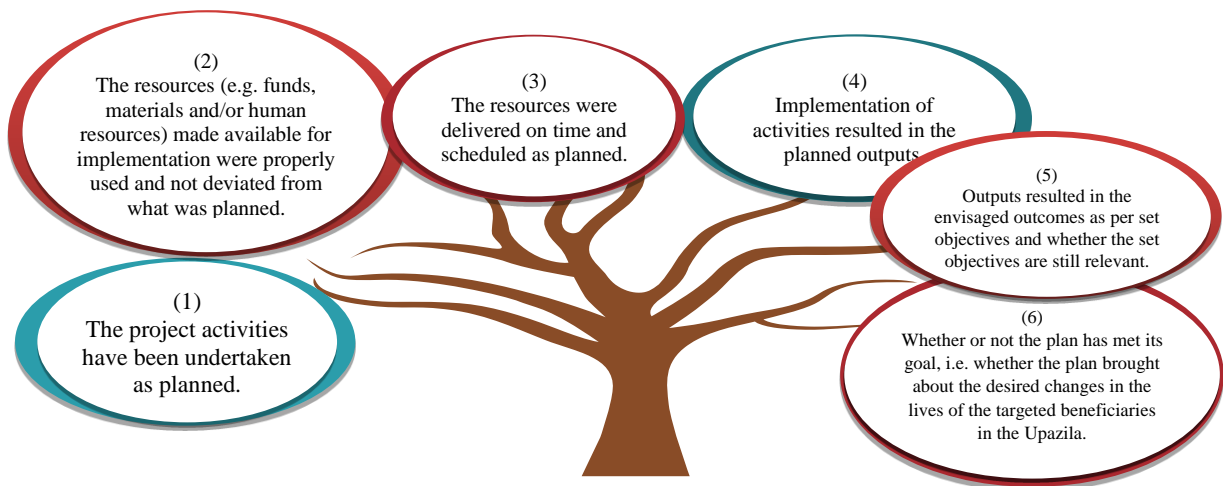 (1)
The project activities
have been undertaken
as planned.
(2)
The resources (e.g. funds,
materials and/or human
resources) made available for
implementation were properly
used and not deviated from
what was planned.
(3)
The resources were
delivered on time and
scheduled as planned.
(4)
Implementation of
activities resulted in the
planned outputs.
(5)
Outputs resulted in the
envisaged outcomes as per set
objectives and whether the set
objectives are still relevant.
(6)
Whether or not the plan has met its
goal, i.e. whether the plan brought
about the desired changes in the
lives of the targeted beneficiaries
in the Upazila.